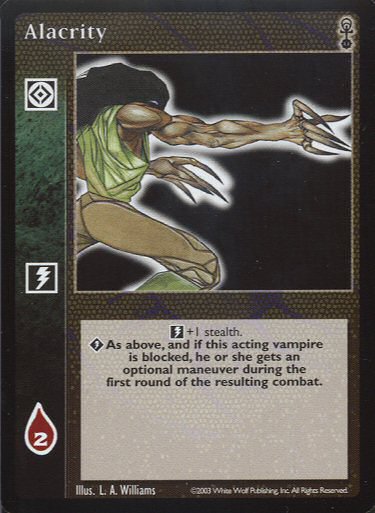 Alacrity
+1 stealth.
As above, and if this acting vampire
is blocked, he or she gets an
optional maneuver during the
first round of the resulting combat.
2
Illus. L. A. Williams
©2003 White Wolf Publishing, Inc. All Rights Reserved.